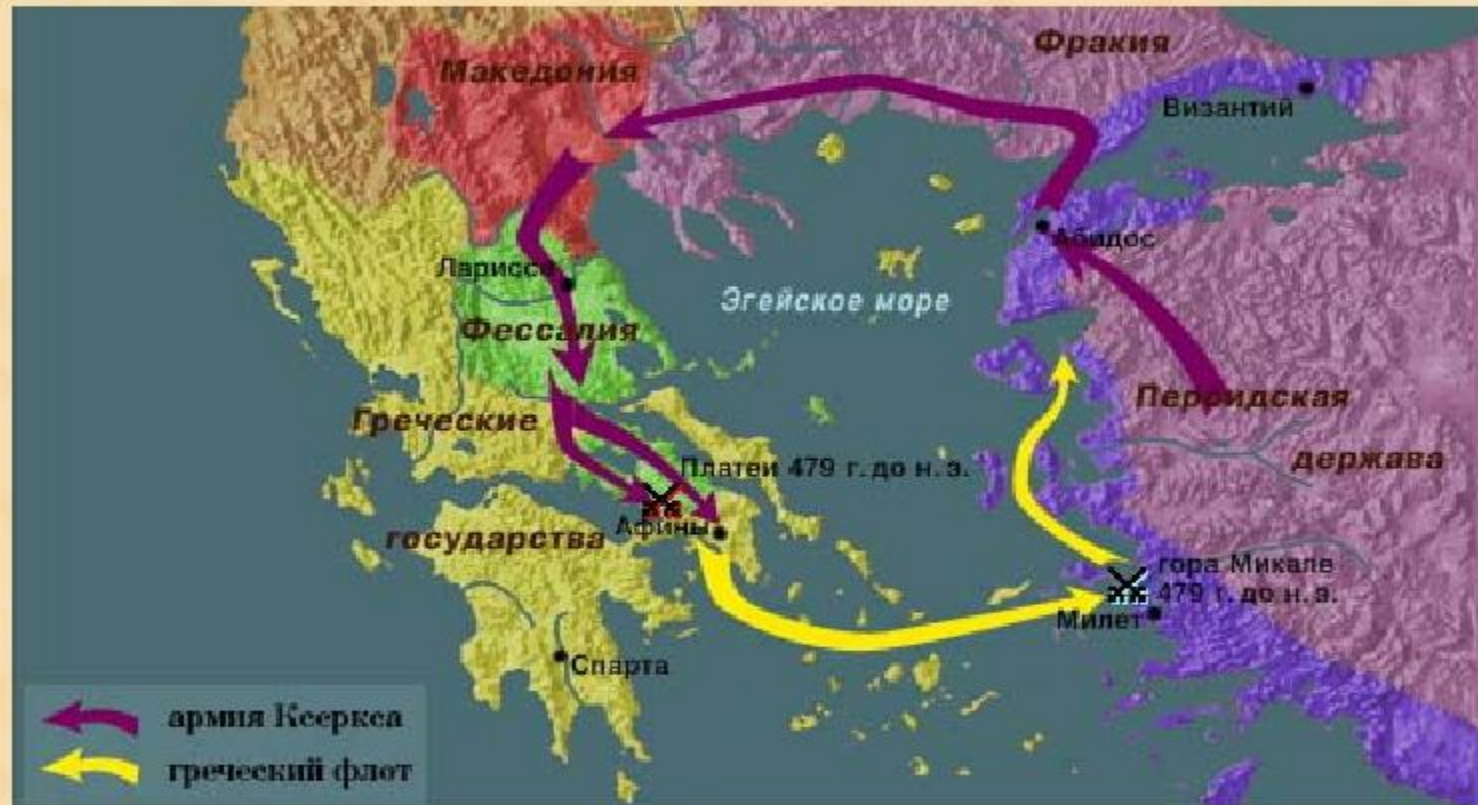 Фракия
Македония
Византий
Абидос
Ларисса
Эгейское море
Фессалия
Персидская
держава
Греческие
государства
Платеи 479 г. до н. э.
Афины
гора Микале
479 г. до н. э.
Милет
Спарта
армия Ксеркса
греческий флот